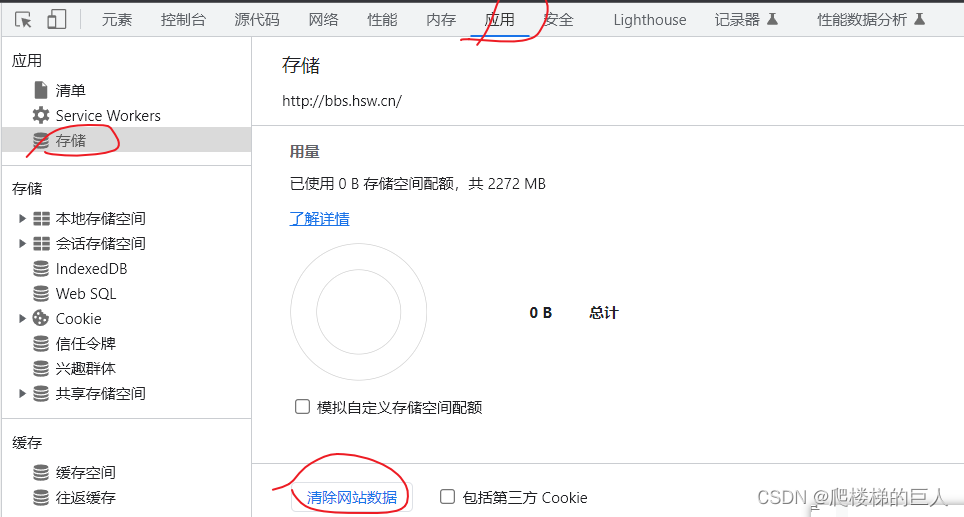 元素 控制台 源代码 网络 性能 内存 应用 安全 Lighthouse 记录器 性能数据分析
应用
清单
Service Workers
存储
存储
本地存储空间
会话存储空间
IndexedDB
Web SQL
Cookie
信任令牌
兴趣群体
共享存储空间
缓存
缓存空间
往返缓存
存储
http://bbs.hsw.cn/
用量
已使用 0 B 存储空间配额，共 2272 MB
了解详情
0 B 总计
模拟自定义存储空间配额
清除网站数据 包括第三方 Cookie
CSDN @爬楼梯的巨人